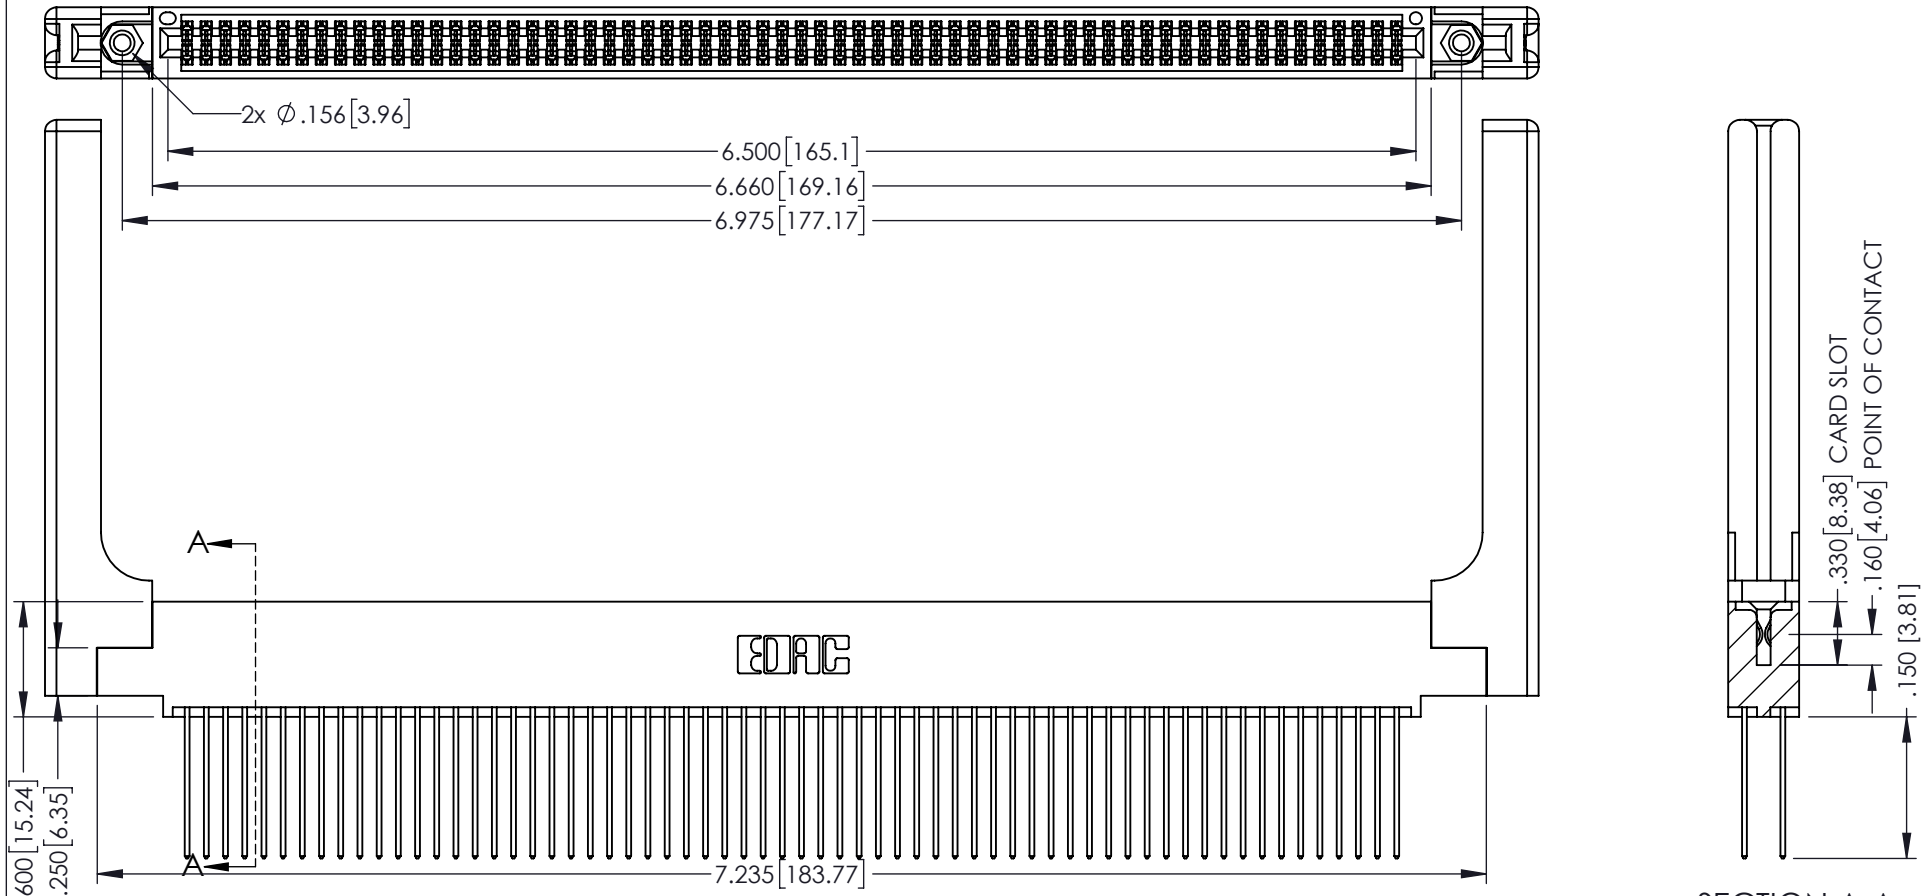 2x Ø.156[3.96]
6.500[165.1]
6.660[169.16]
6.975[177.17]
.330[8.38] CARD SLOT
.160[4.06] POINT OF CONTACT
.150 [3.81]
A
EDAC
600[15.24]
.250[6.35]
A
7.235[183.77]